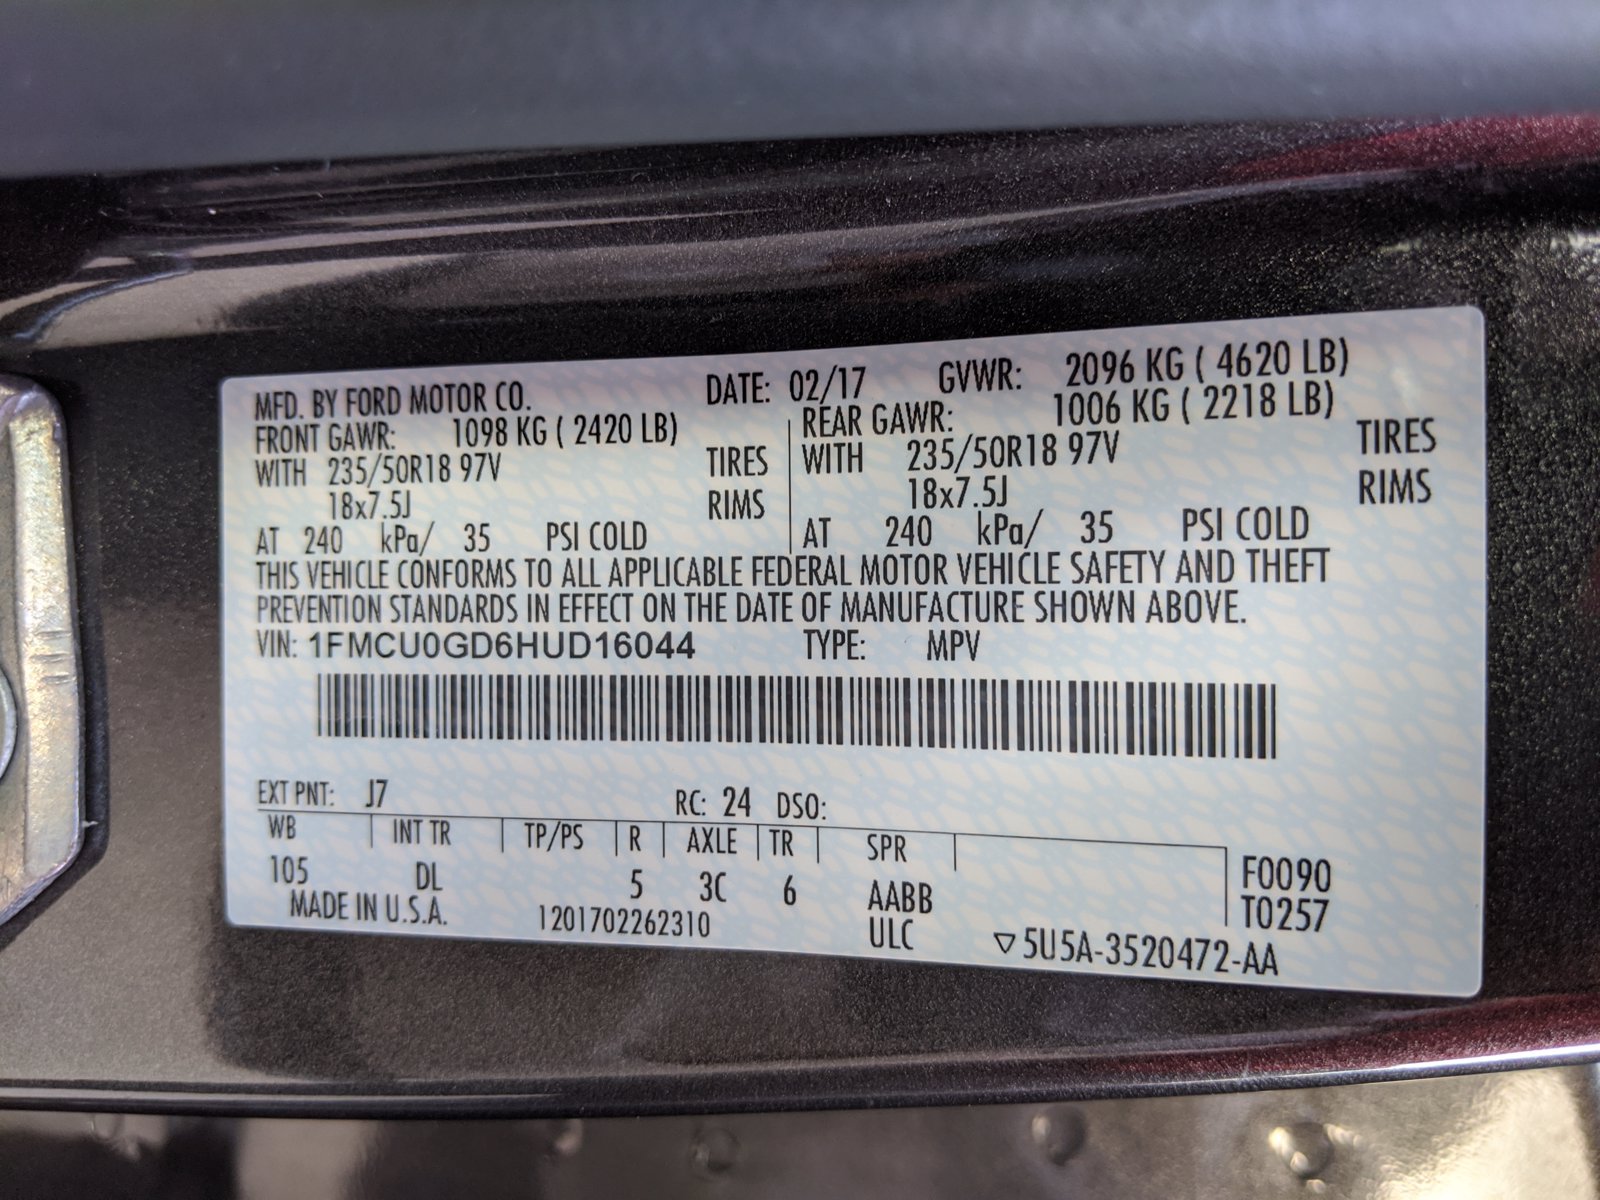 MFD. BY FORD MOTOR CO. DATE: 02/17 GVWR: 2096 KG ( 4620 LB)
FRONT GAWR: 1098 KG ( 2420 LB) REAR GAWR: 1006 KG ( 2218 LB)
WITH 235/50R18 97V TIRES WITH 235/50R18 97V TIRES
18x7.5J RIMS 18x7.5J RIMS
AT 240 kPa/ 35 PSI COLD AT 240 kPa/ 35 PSI COLD
THIS VEHICLE CONFORMS TO ALL APPLICABLE FEDERAL MOTOR VEHICLE SAFETY AND THEFT
PREVENTION STANDARDS IN EFFECT ON THE DATE OF MANUFACTURE SHOWN ABOVE.
VIN: 1FMCU0GD6HUD16044 TYPE: MPV
EXT PNT: J7 RC: 24 DSO:
WB INT TR TP/PS R AXLE TR SPR
105 DL 5 3C 6 AABB F0090
ULC T0257
MADE IN U.S.A. 1201702262310 ▽5U5A-3520472-AA